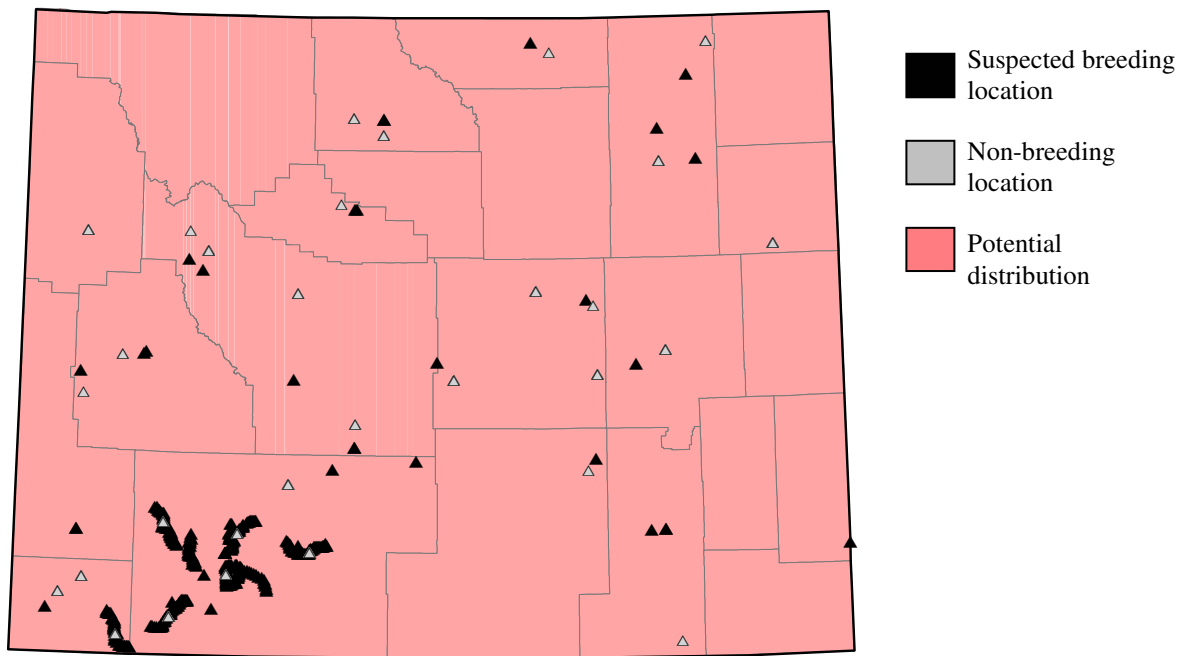 Suspected breeding
location
Non-breeding
location
Potential
distribution